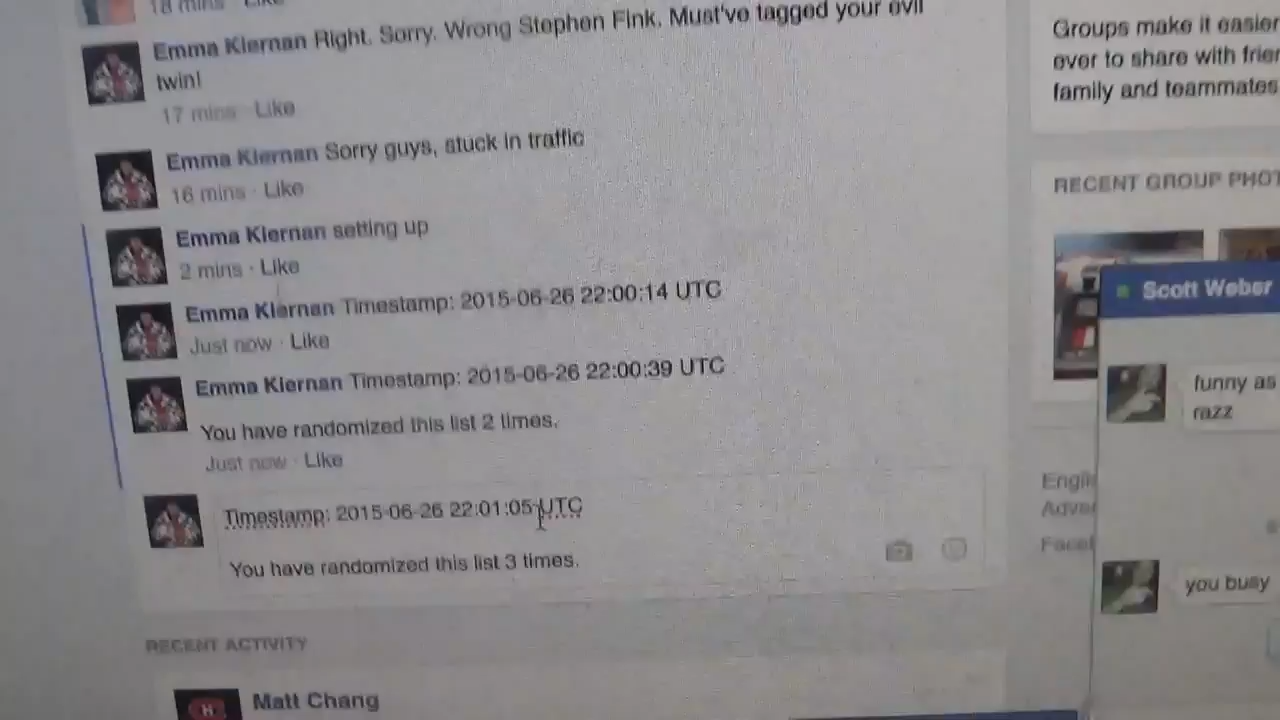 18 mins Like
Emma Kiernan Right. Sorry. Wrong Stephen Fink. Must've tagged your evil
twin!
17 mins · Like
Emma Kiernan Sorry guys, stuck in traffic
16 mins · Like
Emma Kiernan setting up
2 mins · Like
Emma Kiernan Timestamp: 2015-06-26 22:00:14 UTC
Just now · Like
Emma Kiernan Timestamp: 2015-06-26 22:00:39 UTC
You have randomized this list 2 times.
Just now · Like
Timestamp: 2015-06-26 22:01:05 UTC
You have randomized this list 3 times.
RECENT ACTIVITY
H
Matt Chang
Groups make it easier
ever to share with
family and teammates
RECENT GROUP
Scott Weber
funny as
razz
you busy